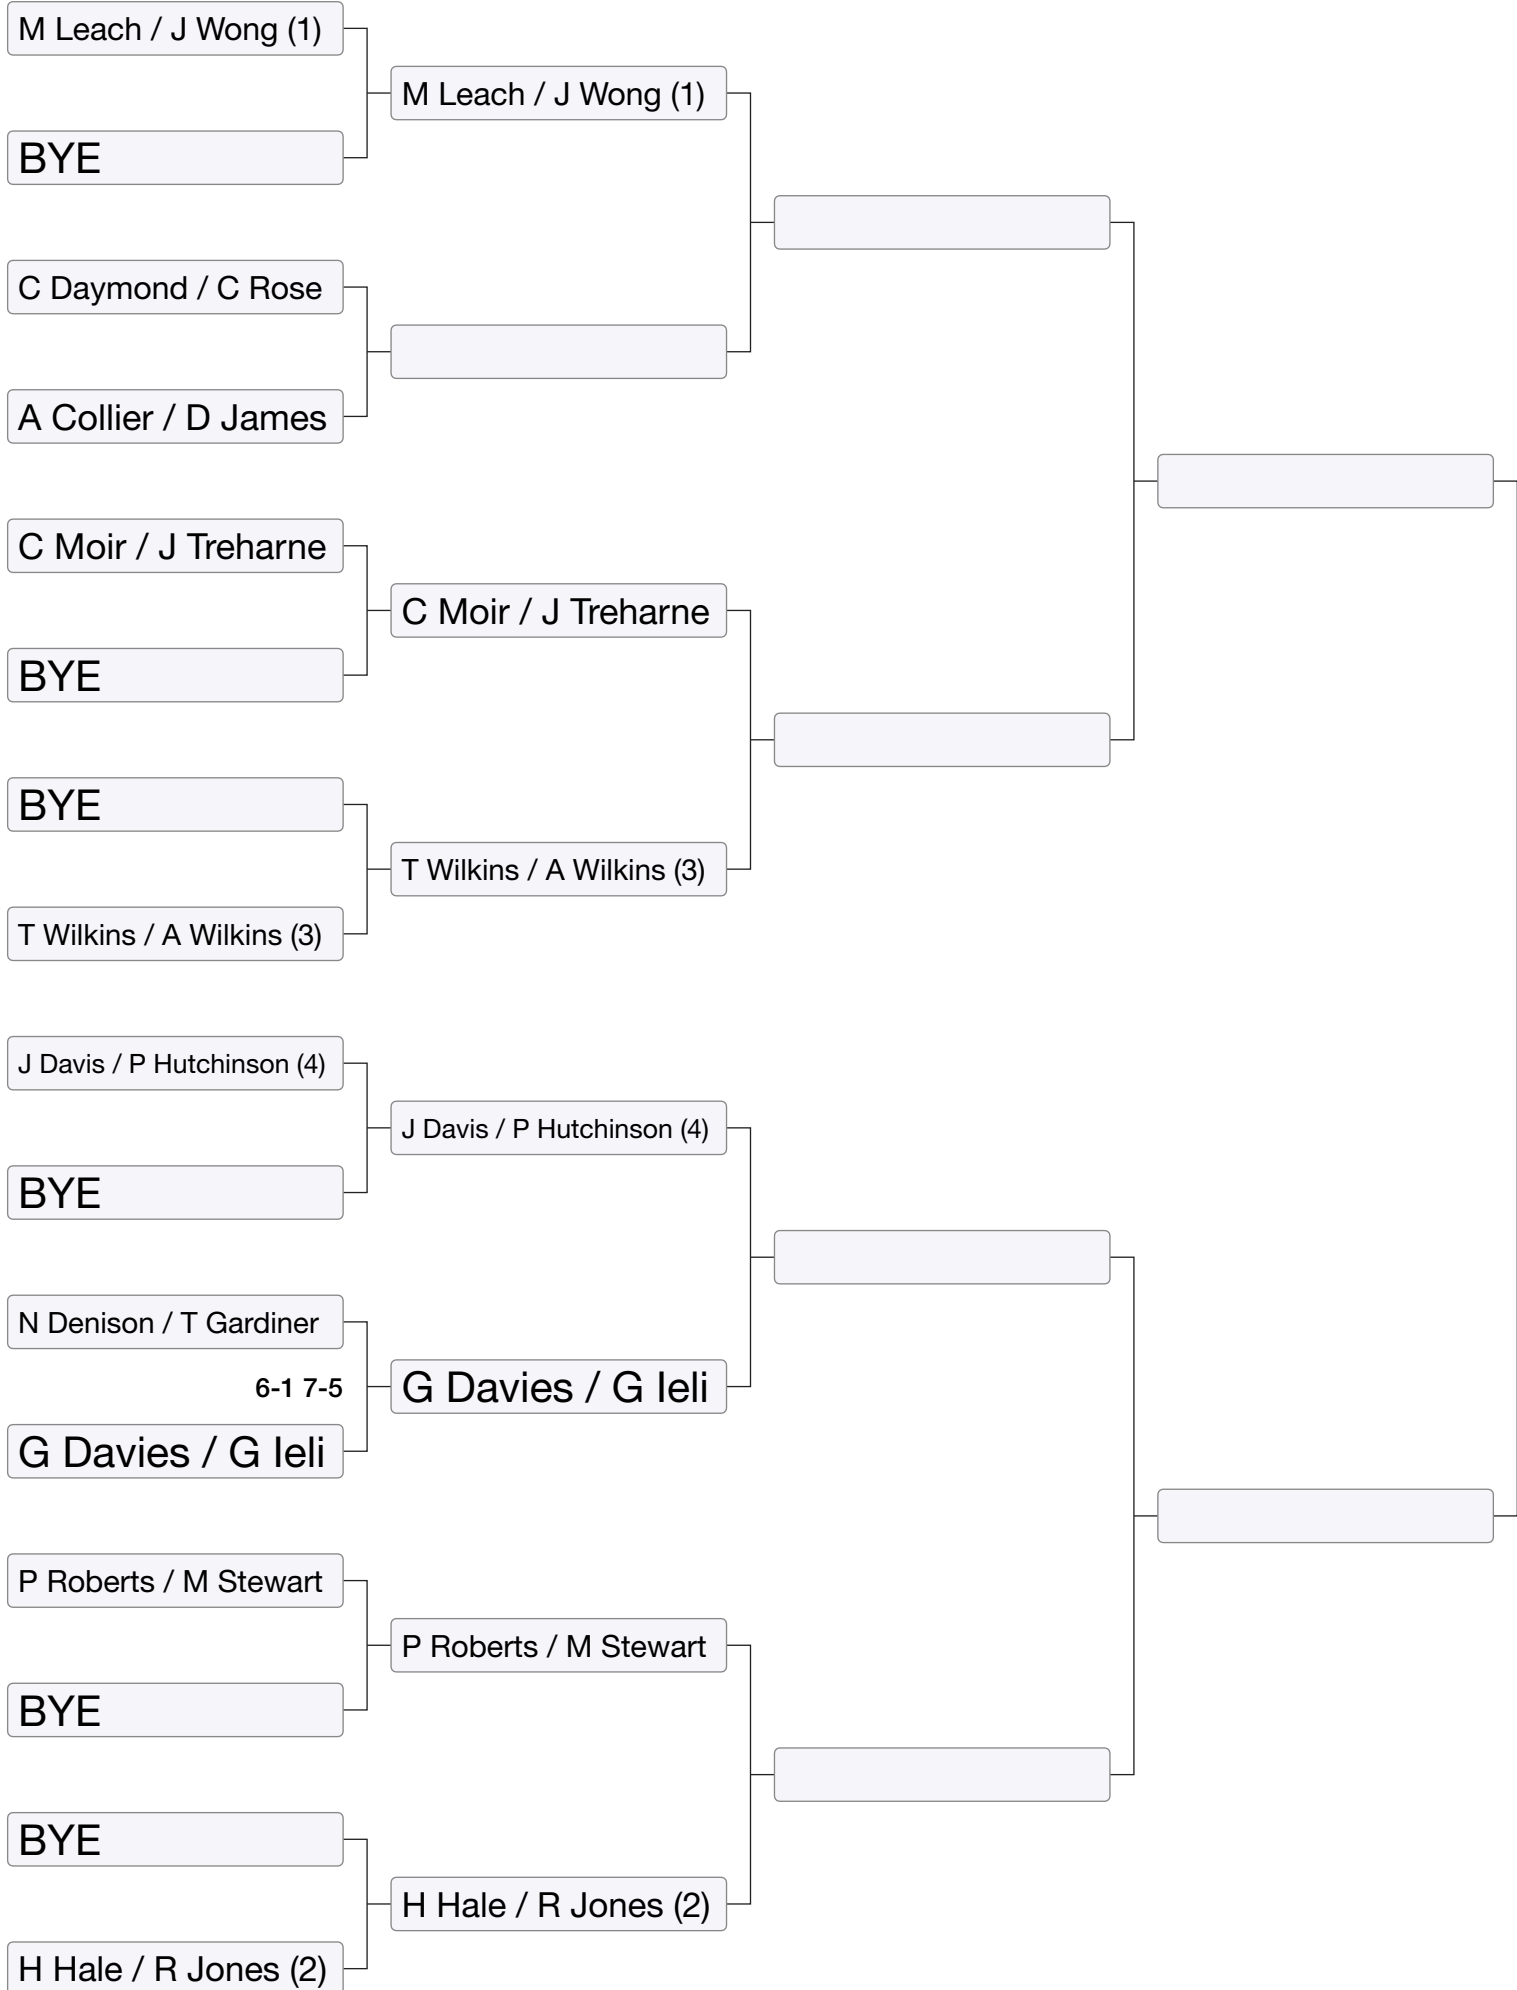 M Leach / J Wong (1)
M Leach / J Wong (1)
BYE
C Daymond / C Rose
A Collier / D James
C Moir / J Treharne
C Moir / J Treharne
BYE
BYE
T Wilkins / A Wilkins (3)
T Wilkins / A Wilkins (3)
J Davis / P Hutchinson (4)
J Davis / P Hutchinson (4)
BYE
N Denison / T Gardiner
6-1 7-5
G Davies / G Ieli
G Davies / G Ieli
P Roberts / M Stewart
P Roberts / M Stewart
BYE
BYE
H Hale / R Jones (2)
H Hale / R Jones (2)